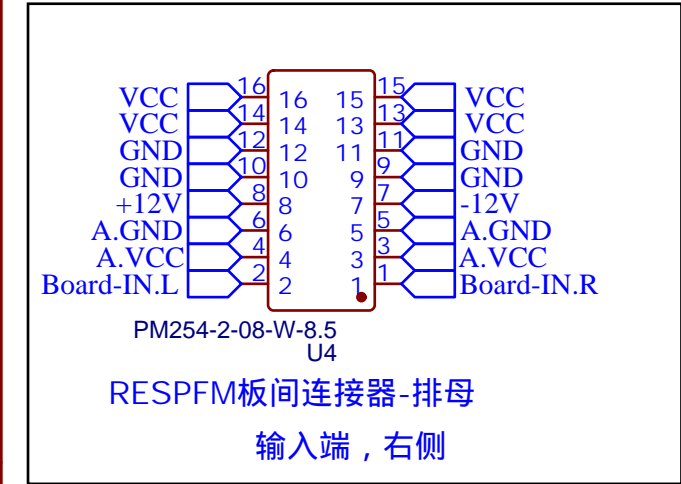 VCC 16 16 15 15 VCC
VCC 14 14 13 13 VCC
GND 12 12 11 11 GND
GND 10 10 9 9 GND
+12V 8 8 7 7 -12V
A.GND 6 6 5 5 A.GND
A.VCC 4 4 3 3 A.VCC
Board-IN.L 2 2 1 1 Board-IN.R
PM254-2-08-W-8.5
U4
RESPFM板间连接器-排母
输入端，右侧